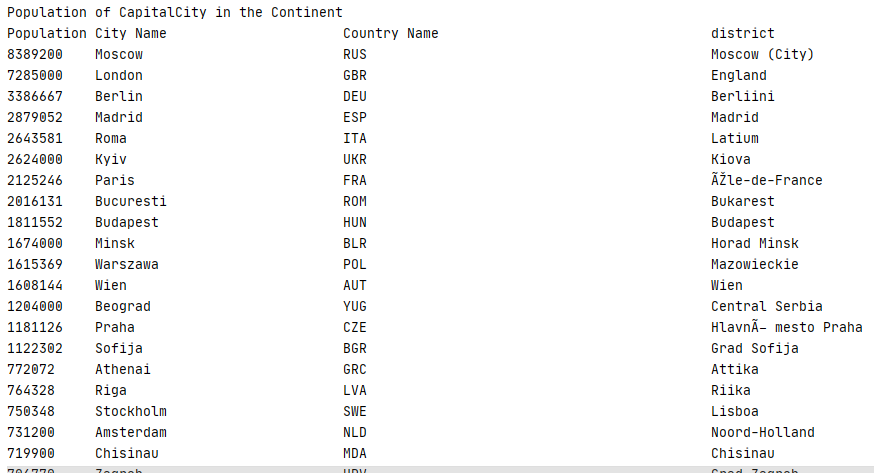 Population of CapitalCity in the Continent
Population City Name Country Name district
8389200 Moscow RUS Moscow (City)
7285000 London GBR England
3386667 Berlin DEU Berliini
2879052 Madrid ESP Madrid
2643581 Roma ITA Latium
2624000 Kyiv UKR Kiova
2125246 Paris FRA ÃŽle-de-France
2016131 Bucuresti ROM Bukarest
1811552 Budapest HUN Budapest
1674000 Minsk BLR Horad Minsk
1615369 Warszawa POL Mazowieckie
1608144 Wien AUT Wien
1204000 Beograd YUG Central Serbia
1181126 Praha CZE HlavnÃ– mesto Praha
1122302 Sofija BGR Grad Sofija
772072 Athenai GRC Attika
764328 Riga LVA Riika
750348 Stockholm SWE Lisboa
731200 Amsterdam NLD Noord-Holland
719900 Chisinau MDA Chisinau